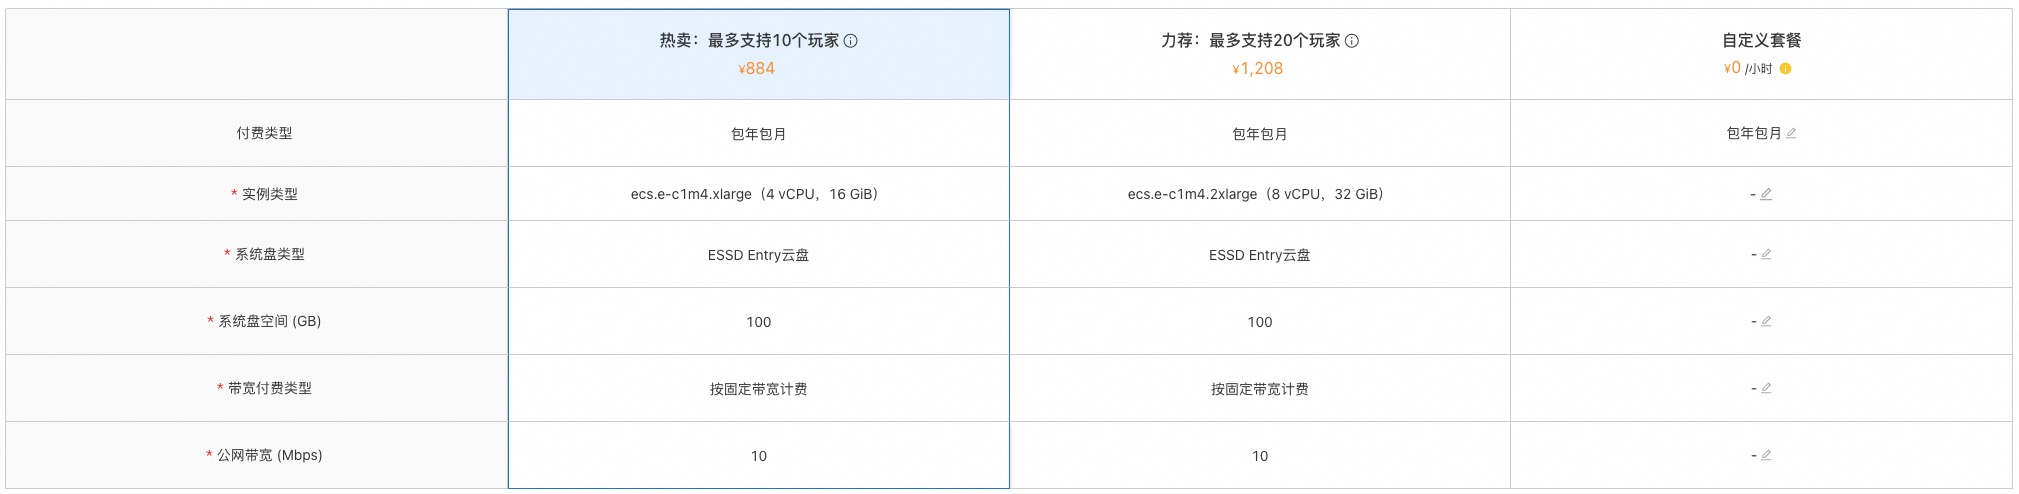 热卖：最多支持10个玩家
¥884
力荐：最多支持20个玩家
¥1,208
自定义套餐
¥0 /小时
付费类型
包年包月
包年包月
包年包月
* 实例类型
ecs.e-c1m4.xlarge（4 vCPU，16 GiB）
ecs.e-c1m4.2xlarge（8 vCPU，32 GiB）
-
* 系统盘类型
ESSD Entry云盘
ESSD Entry云盘
-
* 系统盘空间 (GB)
100
100
-
* 带宽付费类型
按固定带宽计费
按固定带宽计费
-
* 公网带宽 (Mbps)
10
10
-